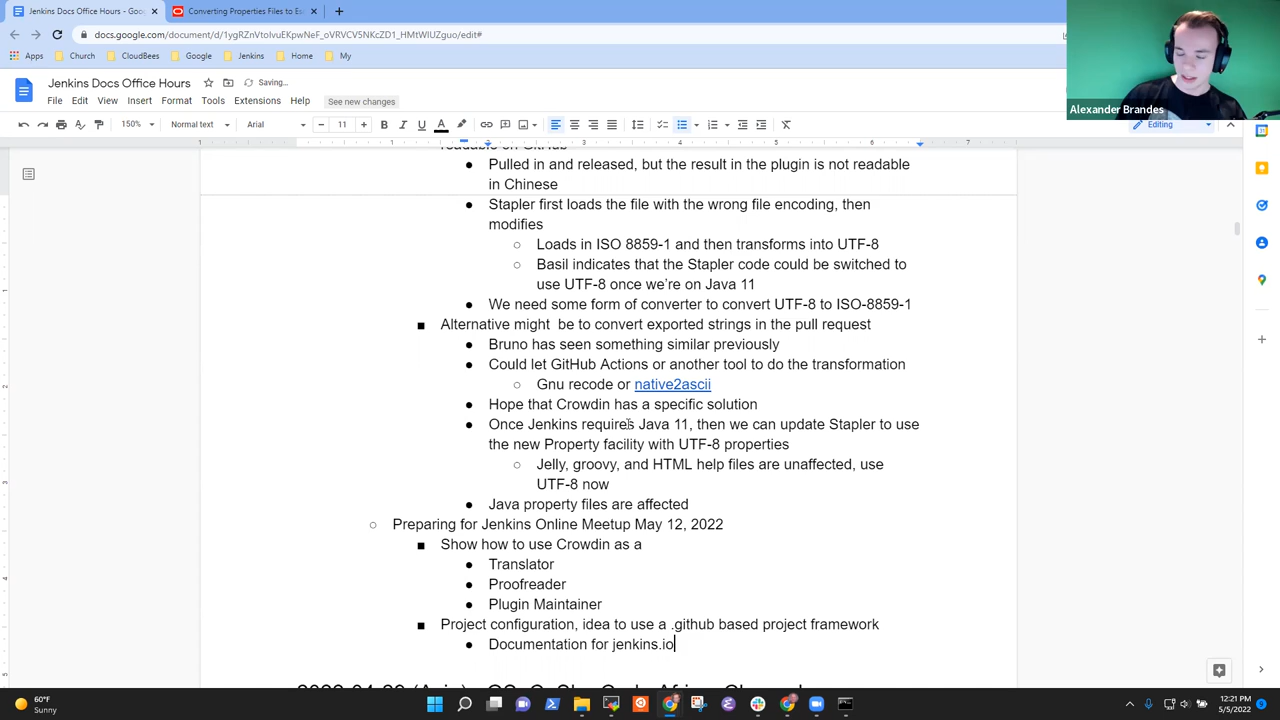 Jenkins Docs Office Hours - Goo
Converting Properties Files to Es
docs.google.com/document/d/1ygRZnVtoIvuEKpwNeF_oVRVCV5NKcZD1_HMtWIUZguo/edit#
Apps Church CloudBees Google Jenkins Home My
Alexander Brandes
Jenkins Docs Office Hours Saving...
File Edit View Insert Format Tools Extensions Help See new changes
150% Normal text Arial 11 Editing
1 1 2 3 4 5 6 7
Pulled in and released, but the result in the plugin is not readable
in Chinese
Stapler first loads the file with the wrong file encoding, then
modifies
Loads in ISO 8859-1 and then transforms into UTF-8
Basil indicates that the Stapler code could be switched to
use UTF-8 once we're on Java 11
We need some form of converter to convert UTF-8 to ISO-8859-1
Alternative might be to convert exported strings in the pull request
Bruno has seen something similar previously
Could let GitHub Actions or another tool to do the transformation
Gnu recode or native2ascii
Hope that Crowdin has a specific solution
Once Jenkins requires Java 11, then we can update Stapler to use
the new Property facility with UTF-8 properties
Jelly, groovy, and HTML help files are unaffected, use
UTF-8 now
Java property files are affected
Preparing for Jenkins Online Meetup May 12, 2022
Show how to use Crowdin as a
Translator
Proofreader
Plugin Maintainer
Project configuration, idea to use a .github based project framework
Documentation for jenkins.io
60°F
Sunny
12:21 PM
5/5/2022